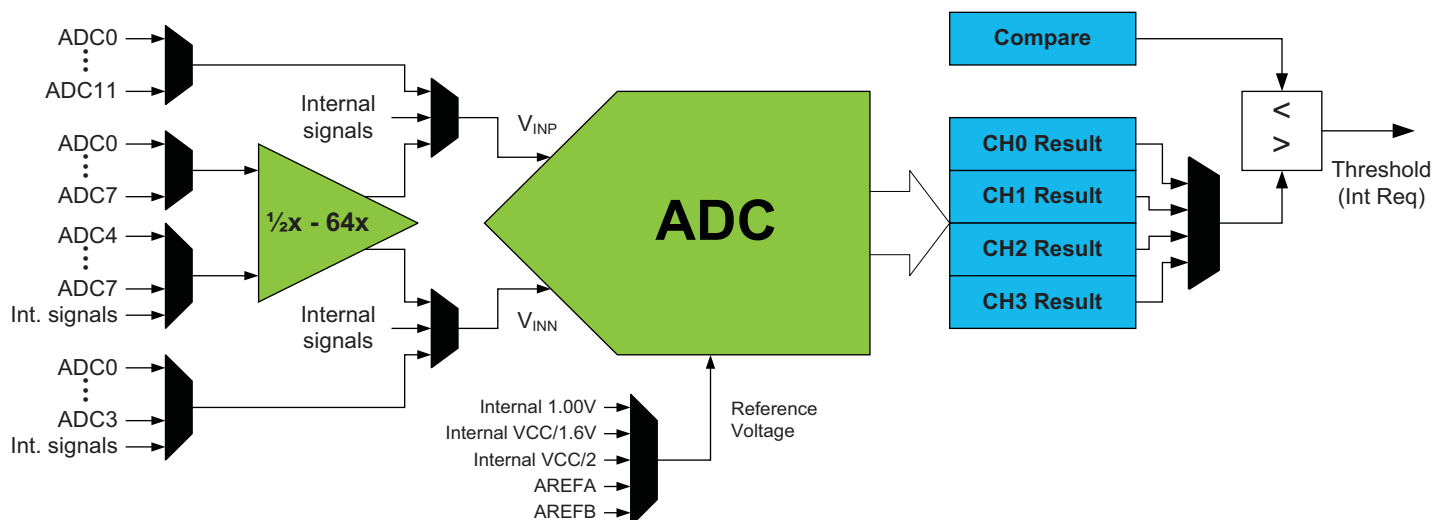 ADC0
ADC11
Internal
signals
ADC0
ADC7
½x - 64x
ADC4
ADC7
Int. signals
Internal
signals
ADC0
ADC3
Int. signals
VINP
VINN
ADC
Internal 1.00V
Internal VCC/1.6V
Internal VCC/2
AREFA
AREFB
Reference
Voltage
Compare
CH0 Result
CH1 Result
CH2 Result
CH3 Result
<
>
Threshold
(Int Req)